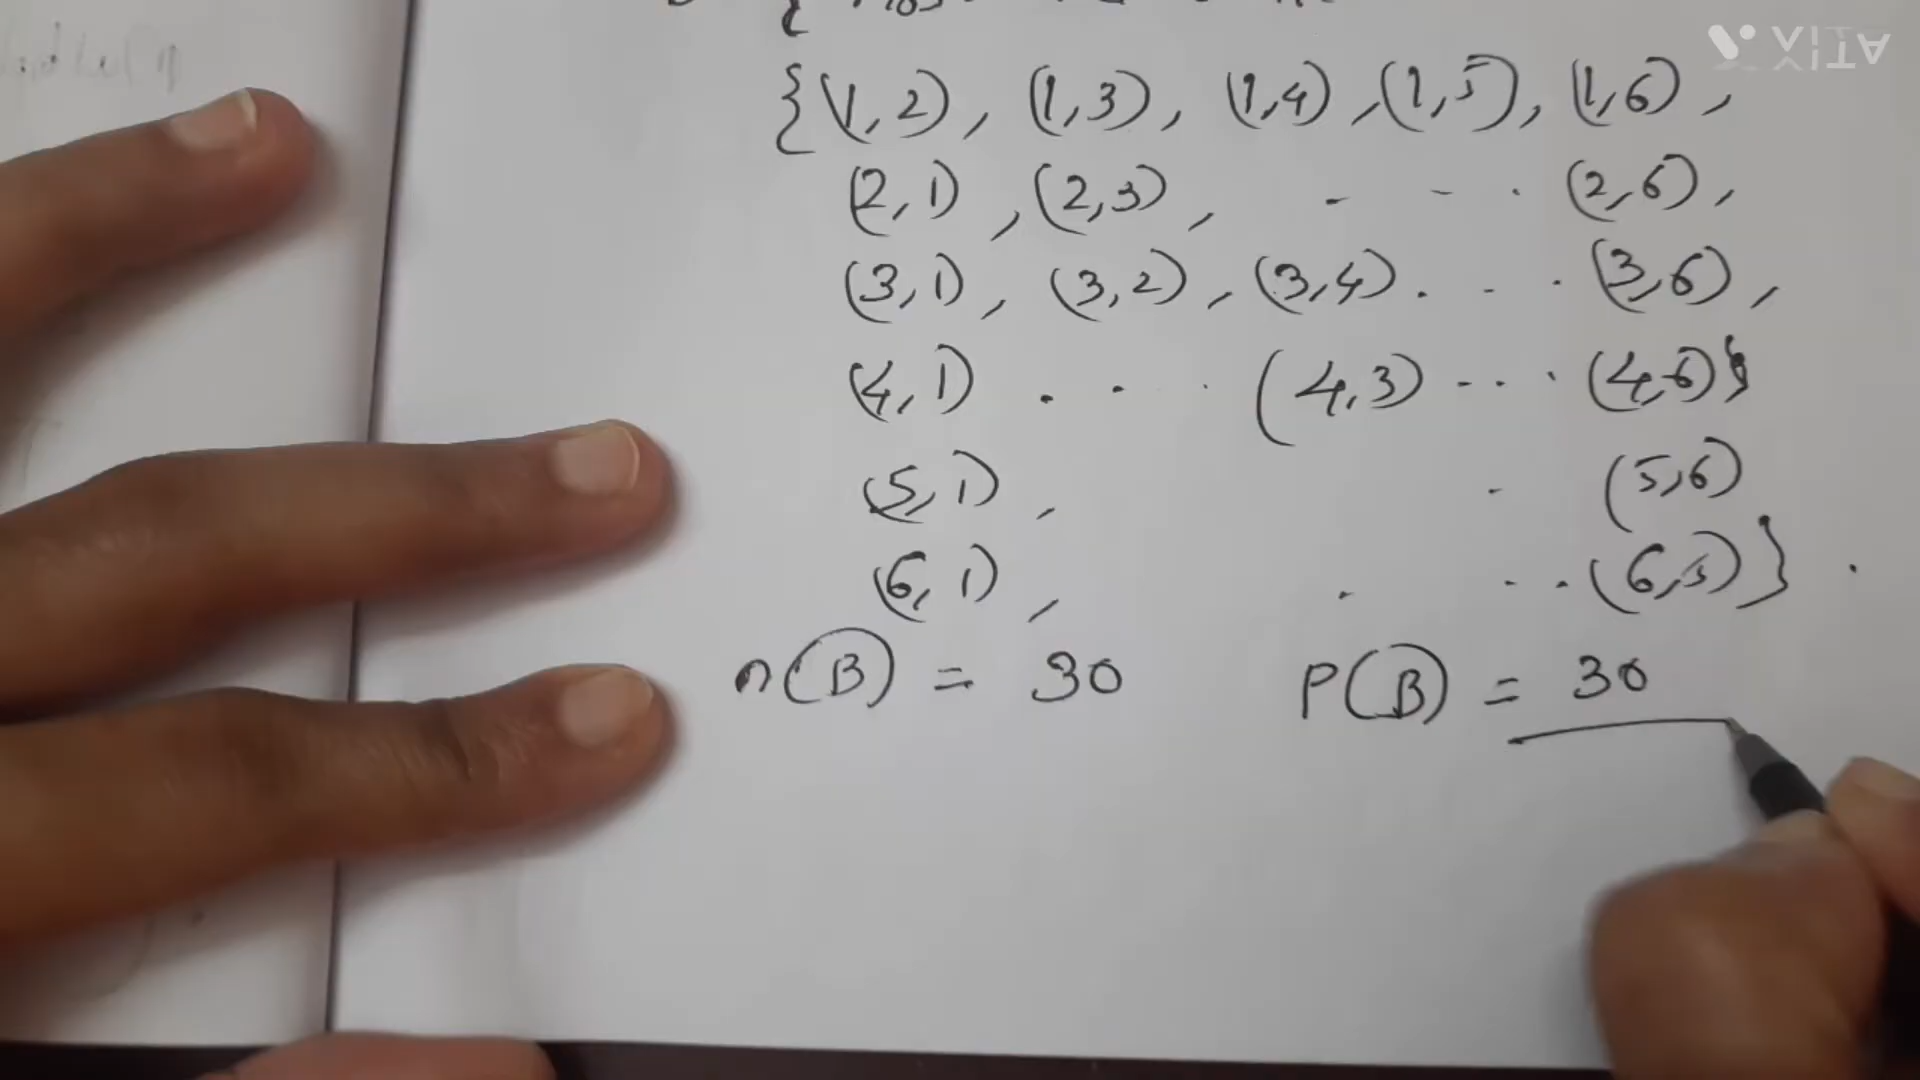 VITA
{(1,2), (1,3), (1,4), (1,5), (1,6),
(2,1), (2,3), - - . (2,6),
(3,1), (3,2), (3,4). . . (3,6),
(4,1) . . . (4,3) - - . (4,6)}
(5,1), . (5,6)
(6,1), . . . . (6,5)} .
n(B) = 30 P(B) = 30